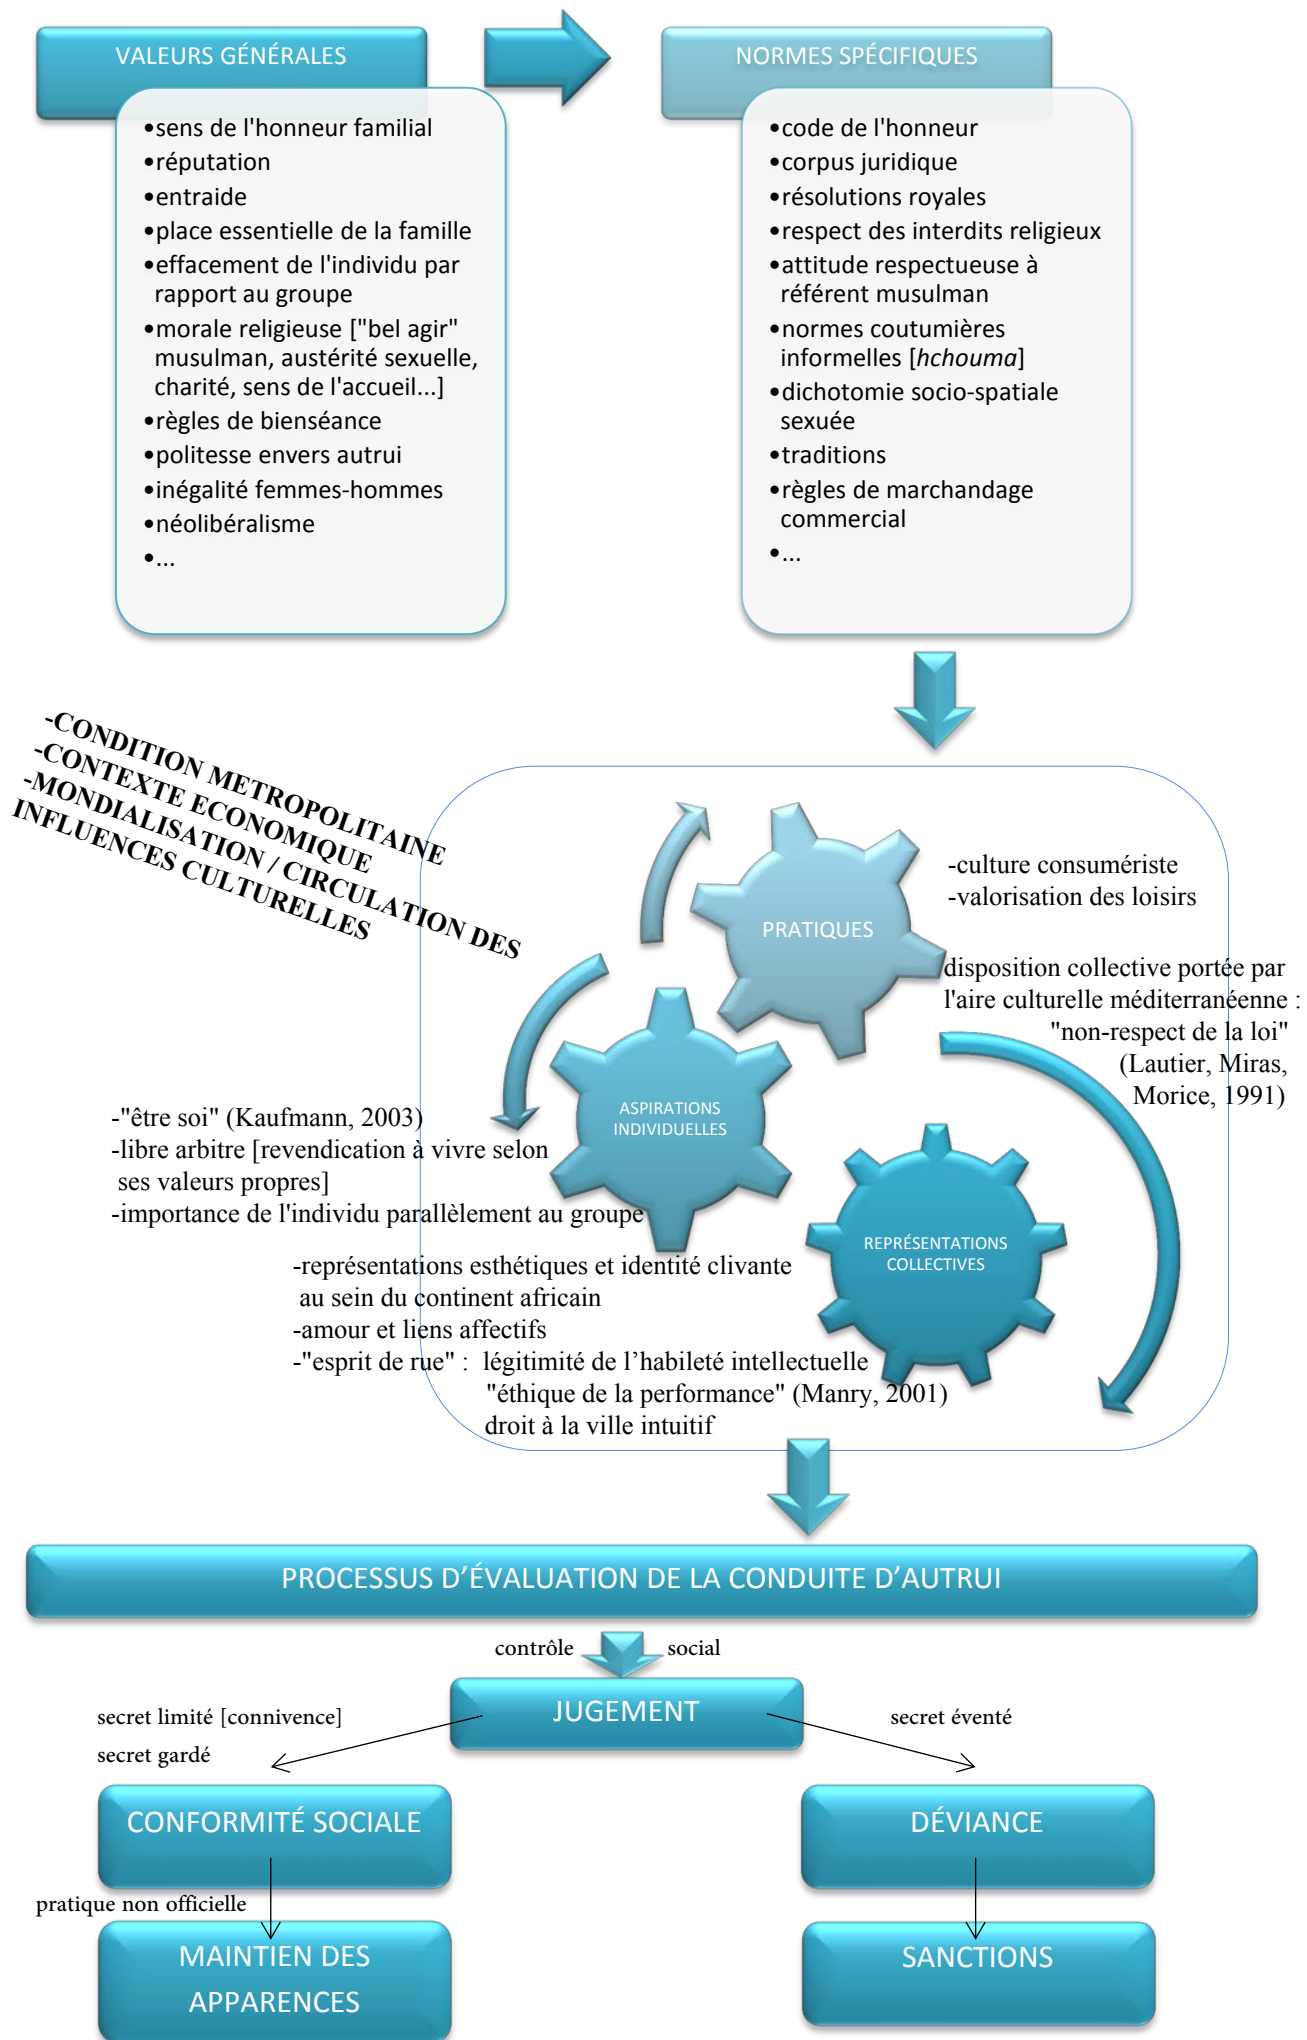 VALEURS GÉNÉRALES
•sens de l'honneur familial
•réputation
•entraide
•place essentielle de la famille
•effacement de l'individu par
rapport au groupe
•morale religieuse ["bel agir"
musulman, austérité sexuelle,
charité, sens de l'accueil...]
•règles de bienséance
•politesse envers autrui
•inégalité femmes-hommes
•néolibéralisme
•...
NORMES SPÉCIFIQUES
•code de l'honneur
•corpus juridique
•résolutions royales
•respect des interdits religieux
•attitude respectueuse à
référent musulman
•normes coutumières
informelles [hchouma]
•dichotomie socio-spatiale
sexuée
•traditions
•règles de marchandage
commercial
•...
-CONDITION METROPOLITAINE
-CONTEXTE ECONOMIQUE
-MONDIALISATION / CIRCULATION DES
INFLUENCES CULTURELLES
PRATIQUES
-culture consumériste
-valorisation des loisirs
disposition collective portée par
l'aire culturelle méditerranéenne :
"non-respect de la loi"
(Lautier, Miras,
Morice, 1991)
ASPIRATIONS
INDIVIDUELLES
-"être soi" (Kaufmann, 2003)
-libre arbitre [revendication à vivre selon
ses valeurs propres]
-importance de l'individu parallèlement au groupe
REPRÉSENTATIONS
COLLECTIVES
-représentations esthétiques et identité clivante
au sein du continent africain
-amour et liens affectifs
-"esprit de rue" : légitimité de l’habileté intellectuelle
"éthique de la performance" (Manry, 2001)
droit à la ville intuitif
PROCESSUS D’ÉVALUATION DE LA CONDUITE D’AUTRUI
contrôle social
JUGEMENT
secret limité [connivence]
secret gardé
secret éventé
CONFORMITÉ SOCIALE
DÉVIANCE
pratique non officielle
MAINTIEN DES
APPARENCES
SANCTIONS